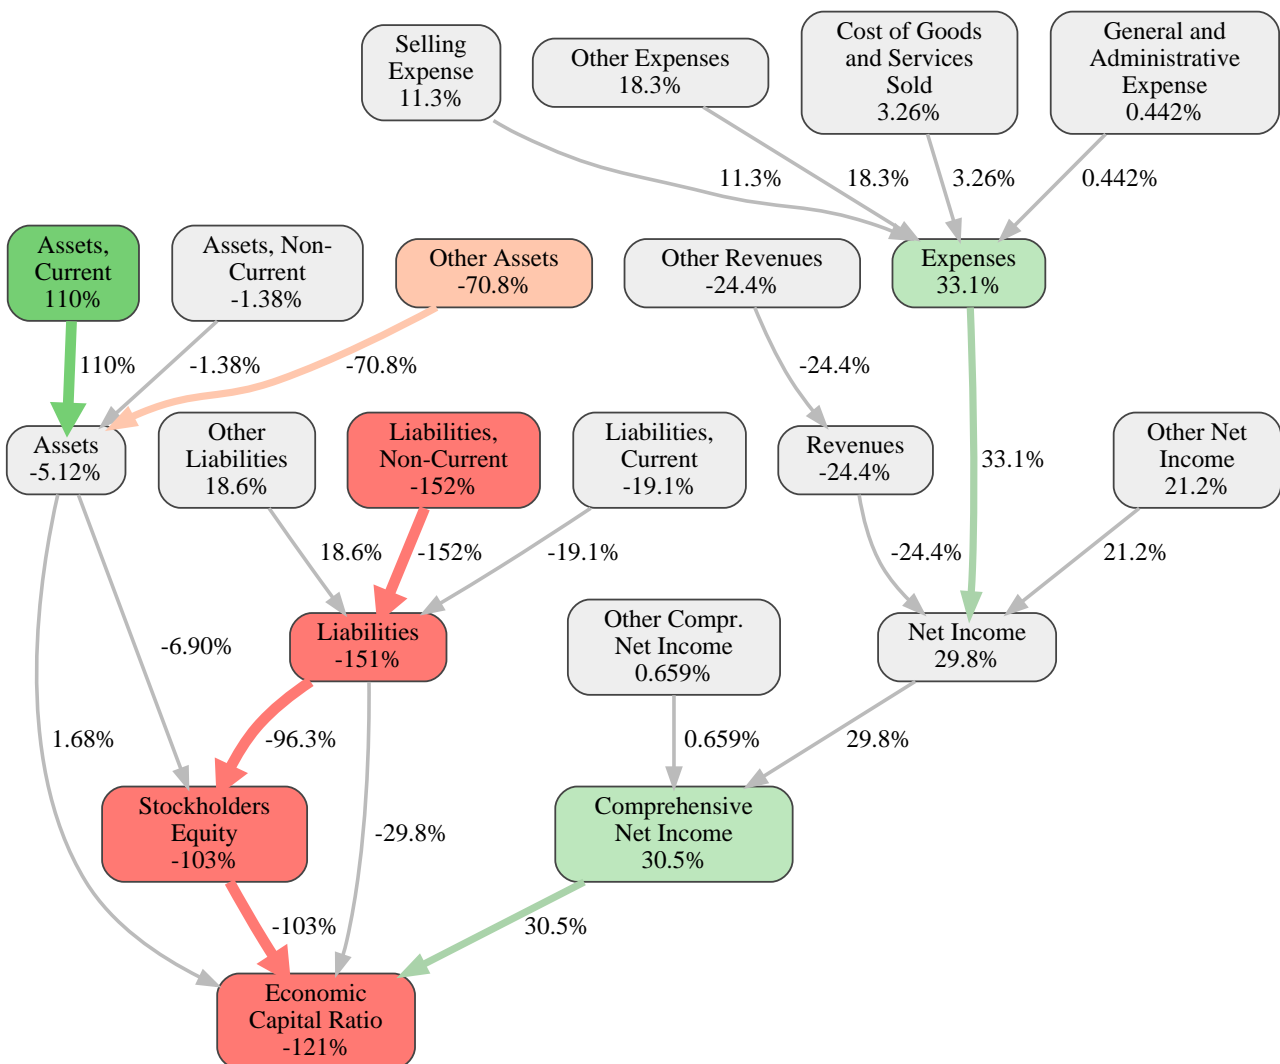 Selling
Expense
11.3%
Other Expenses
18.3%
Cost of Goods
and Services
Sold
3.26%
General and
Administrative
Expense
0.442%
11.3%
18.3%
3.26%
0.442%
Assets,
Current
110%
Assets, Non-
Current
-1.38%
Other Assets
-70.8%
Other Revenues
-24.4%
Expenses
33.1%
110%
-1.38%
-70.8%
-24.4%
33.1%
Assets
-5.12%
Other
Liabilities
18.6%
Liabilities,
Non-Current
-152%
Liabilities,
Current
-19.1%
Revenues
-24.4%
Other Net
Income
21.2%
18.6%
-152%
-19.1%
-24.4%
21.2%
-6.90%
Liabilities
-151%
Other Compr.
Net Income
0.659%
Net Income
29.8%
1.68%
-96.3%
0.659%
29.8%
Stockholders
Equity
-103%
-29.8%
Comprehensive
Net Income
30.5%
-103%
30.5%
Economic
Capital Ratio
-121%